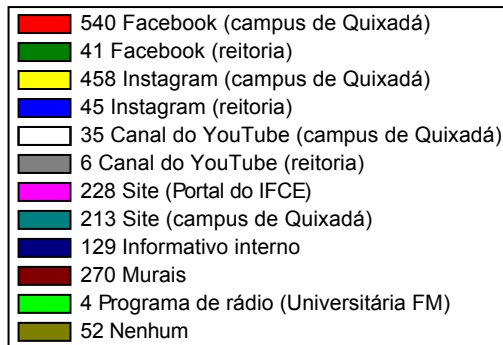 540 Facebook (campus de Quixadá)
41 Facebook (reitoria)
458 Instagram (campus de Quixadá)
45 Instagram (reitoria)
35 Canal do YouTube (campus de Quixadá)
6 Canal do YouTube (reitoria)
228 Site (Portal do IFCE)
213 Site (campus de Quixadá)
129 Informativo interno
270 Murais
4 Programa de rádio (Universitária FM)
52 Nenhum